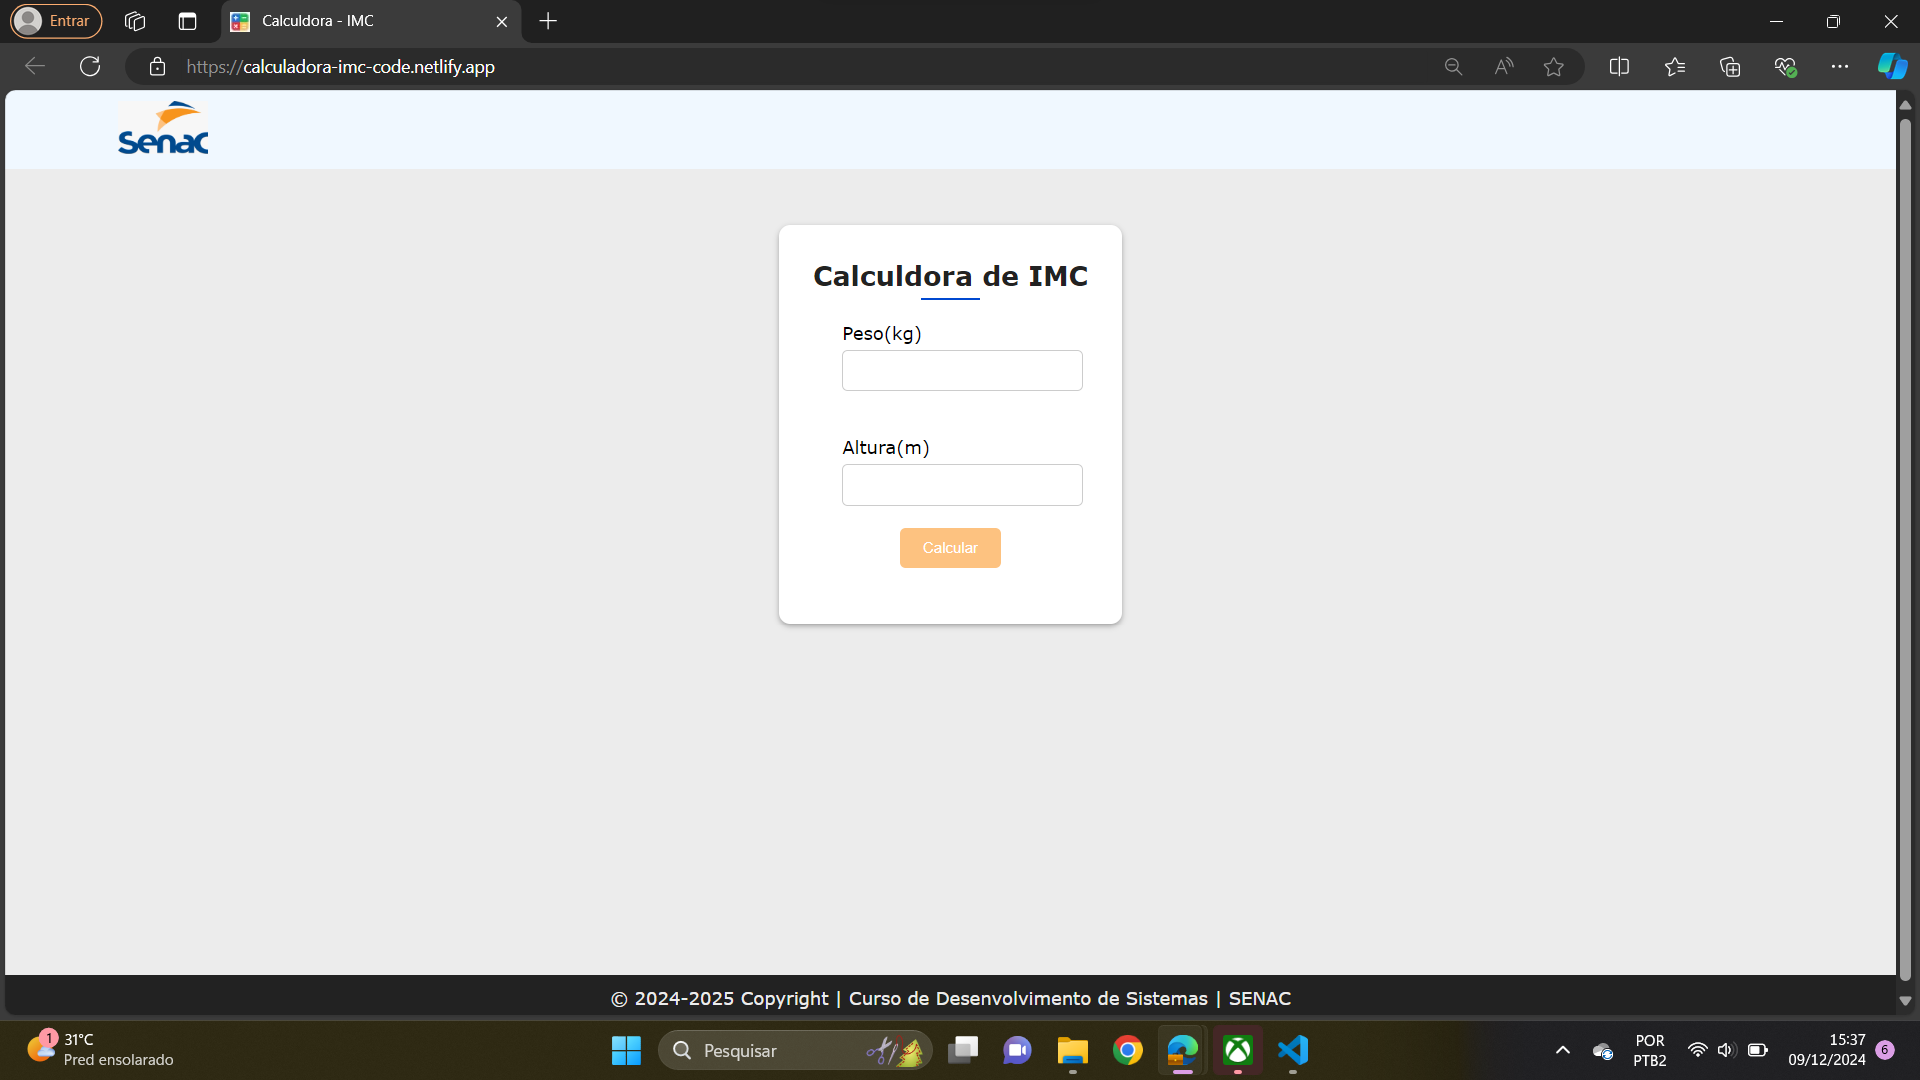 Entrar
Calculdora - IMC
https://calculadora-imc-code.netlify.app
Senac
Calculdora de IMC
Peso(kg)
Altura(m)
Calcular
© 2024-2025 Copyright | Curso de Desenvolvimento de Sistemas | SENAC
1
31°C
Pred ensolarado
Pesquisar
POR
PTB2
15:37
09/12/2024
6